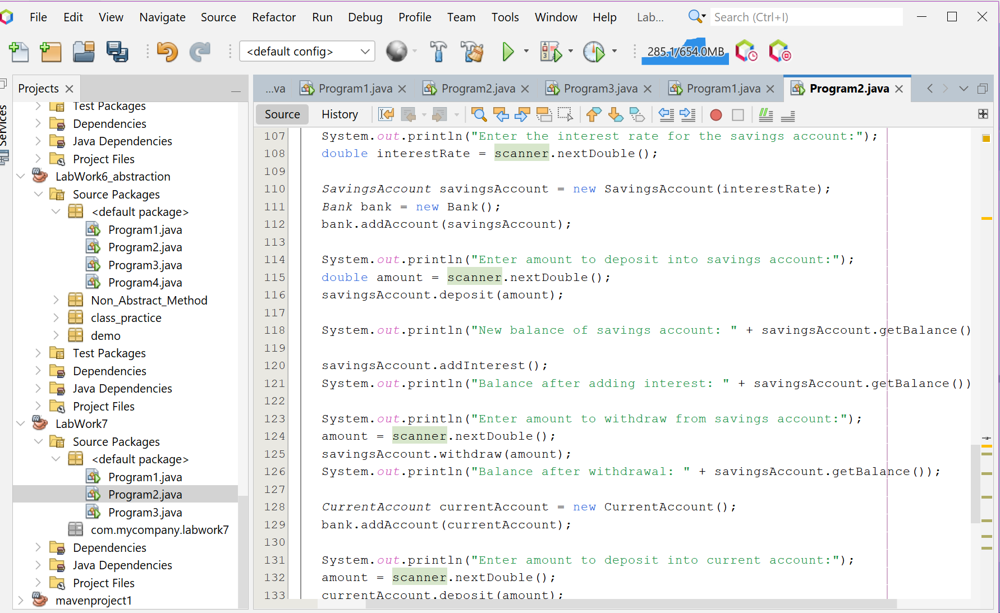 File Edit View Navigate Source Refactor Run Debug Profile Team Tools Window Help Lab... Search (Ctrl+I)
<default config> 285.1/654.0MB
Projects
Services
...va Program1.java Program2.java Program3.java Program1.java Program2.java
Source History
Test Packages
Dependencies
Java Dependencies
Project Files
LabWork6_abstraction
Source Packages
<default package>
Program1.java
Program2.java
Program3.java
Program4.java
Non_Abstract_Method
class_practice
demo
Test Packages
Dependencies
Java Dependencies
Project Files
LabWork7
Source Packages
<default package>
Program1.java
Program2.java
Program3.java
com.mycompany.labwork7
Dependencies
Java Dependencies
Project Files
mavenproject1
107 System.out.println("Enter the interest rate for the savings account:");
108 double interestRate = scanner.nextDouble();
109
110 SavingsAccount savingsAccount = new SavingsAccount(interestRate);
111 Bank bank = new Bank();
112 bank.addAccount(savingsAccount);
113
114 System.out.println("Enter amount to deposit into savings account:");
115 double amount = scanner.nextDouble();
116 savingsAccount.deposit(amount);
117
118 System.out.println("New balance of savings account: " + savingsAccount.getBalance()
119
120 savingsAccount.addInterest();
121 System.out.println("Balance after adding interest: " + savingsAccount.getBalance())
122
123 System.out.println("Enter amount to withdraw from savings account:");
124 amount = scanner.nextDouble();
125 savingsAccount.withdraw(amount);
126 System.out.println("Balance after withdrawal: " + savingsAccount.getBalance());
127
128 CurrentAccount currentAccount = new CurrentAccount();
129 bank.addAccount(currentAccount);
130
131 System.out.println("Enter amount to deposit into current account:");
132 amount = scanner.nextDouble();
133 currentAccount.deposit(amount);